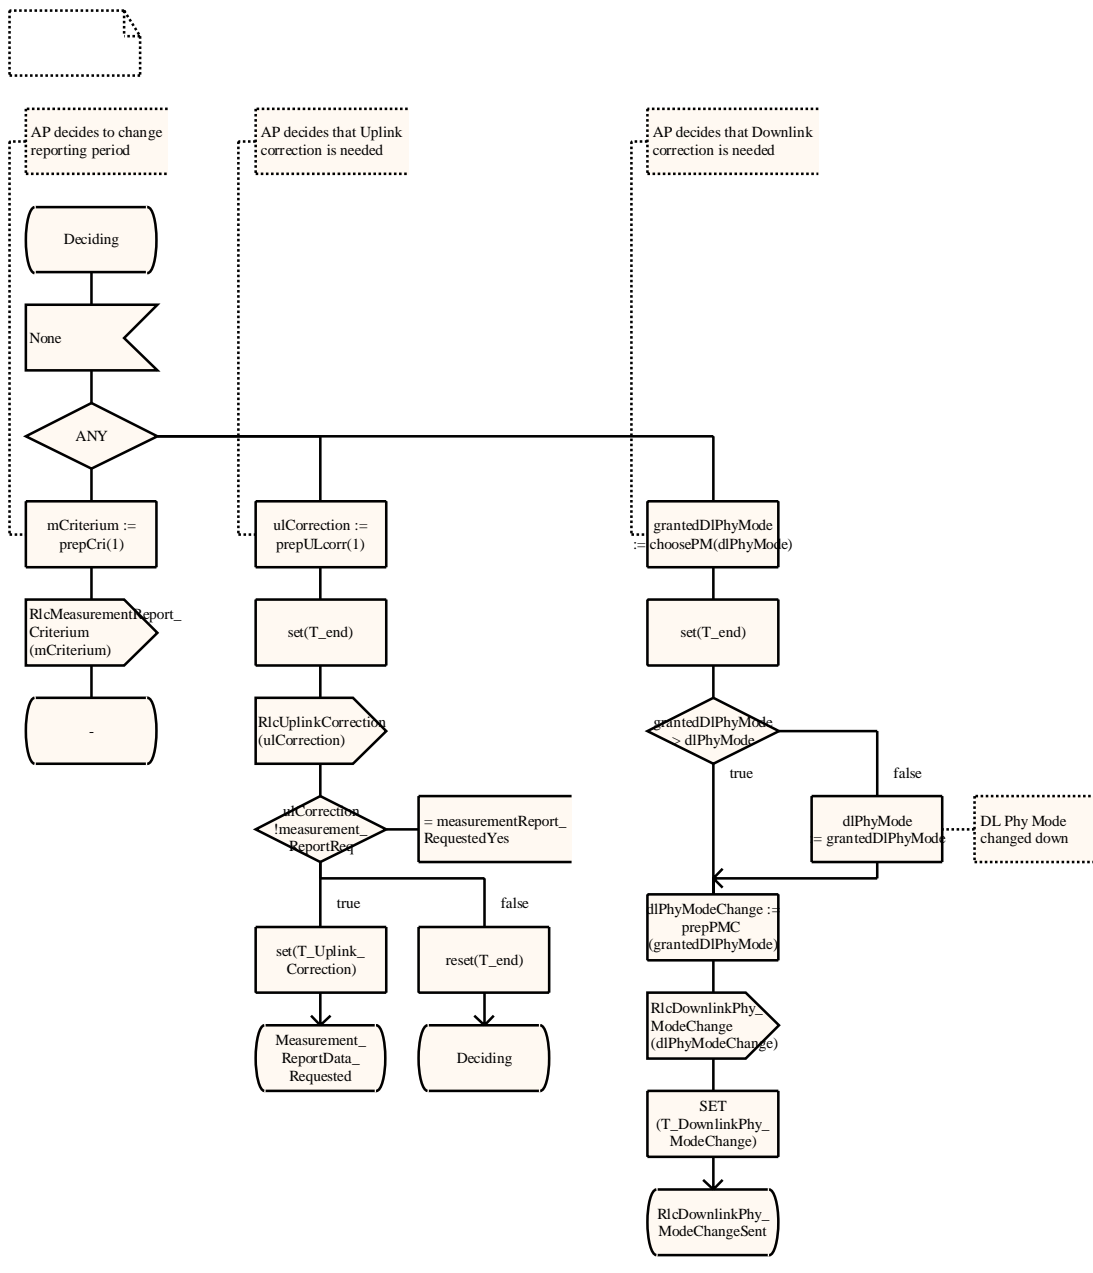 AP decides to change
reporting period
AP decides that Uplink
correction is needed
AP decides that Downlink
correction is needed
Deciding
None
ANY
mCriterium :=
prepCri(1)
ulCorrection :=
prepULcorr(1)
grantedDlPhyMode
:= choosePM(dlPhyMode)
RlcMeasurementReport_
Criterium
(mCriterium)
set(T_end)
set(T_end)
-
RlcUplinkCorrection
(ulCorrection)
grantedDlPhyMode
> dlPhyMode
true
false
ulCorrection
!measurement_
ReportReq
= measurementReport_
RequestedYes
dlPhyMode
= grantedDlPhyMode
DL Phy Mode
changed down
true
false
dlPhyModeChange :=
prepPMC
(grantedDlPhyMode)
set(T_Uplink_
Correction)
reset(T_end)
RlcDownlinkPhy_
ModeChange
(dlPhyModeChange)
Measurement_
ReportData_
Requested
Deciding
SET
(T_DownlinkPhy_
ModeChange)
RlcDownlinkPhy_
ModeChangeSent